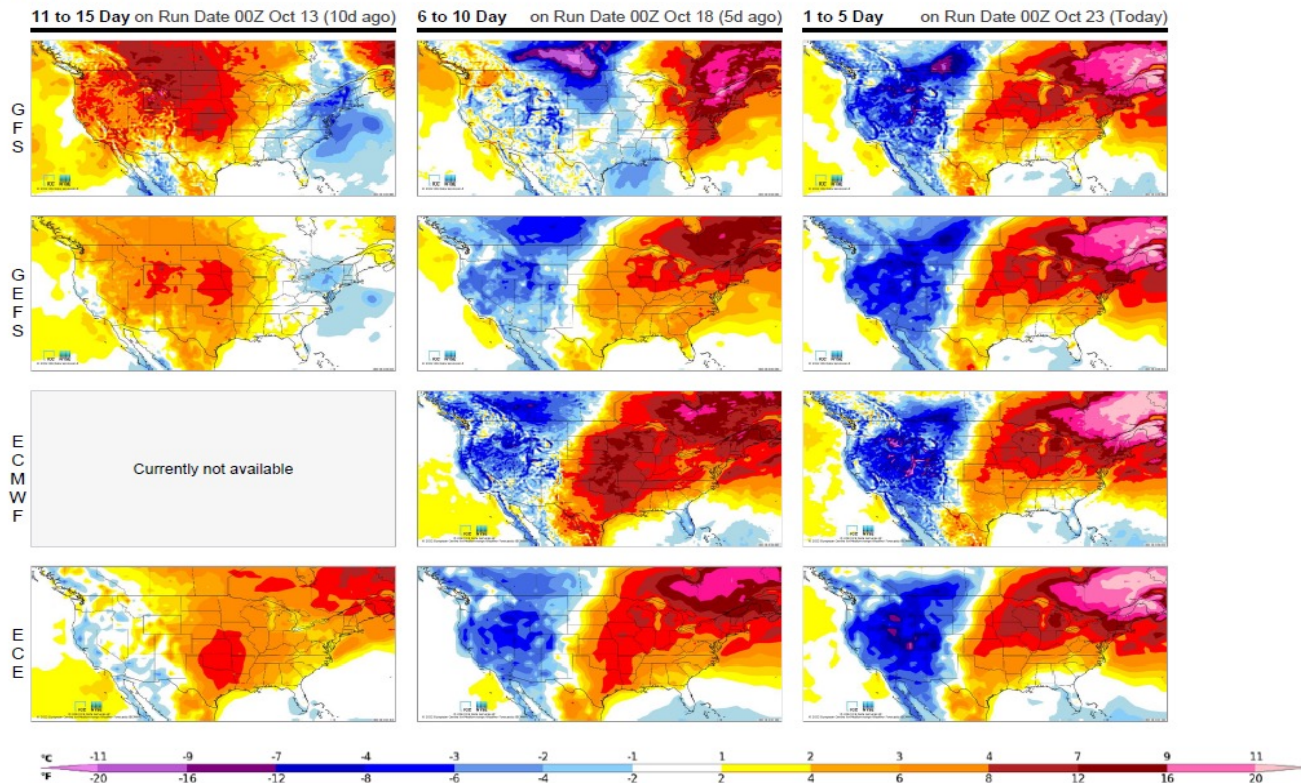 11 to 15 Day on Run Date 00Z Oct 13 (10d ago)
6 to 10 Day on Run Date 00Z Oct 18 (5d ago)
1 to 5 Day on Run Date 00Z Oct 23 (Today)
G
F
S
G
E
F
S
E
C
M
W
F
Currently not available
E
C
E
°C -11 -9 -7 -4 -3 -2 -1 1 2 3 4 7 9 11
°F -20 -16 -12 -8 -6 -4 -2 2 4 6 8 12 16 20